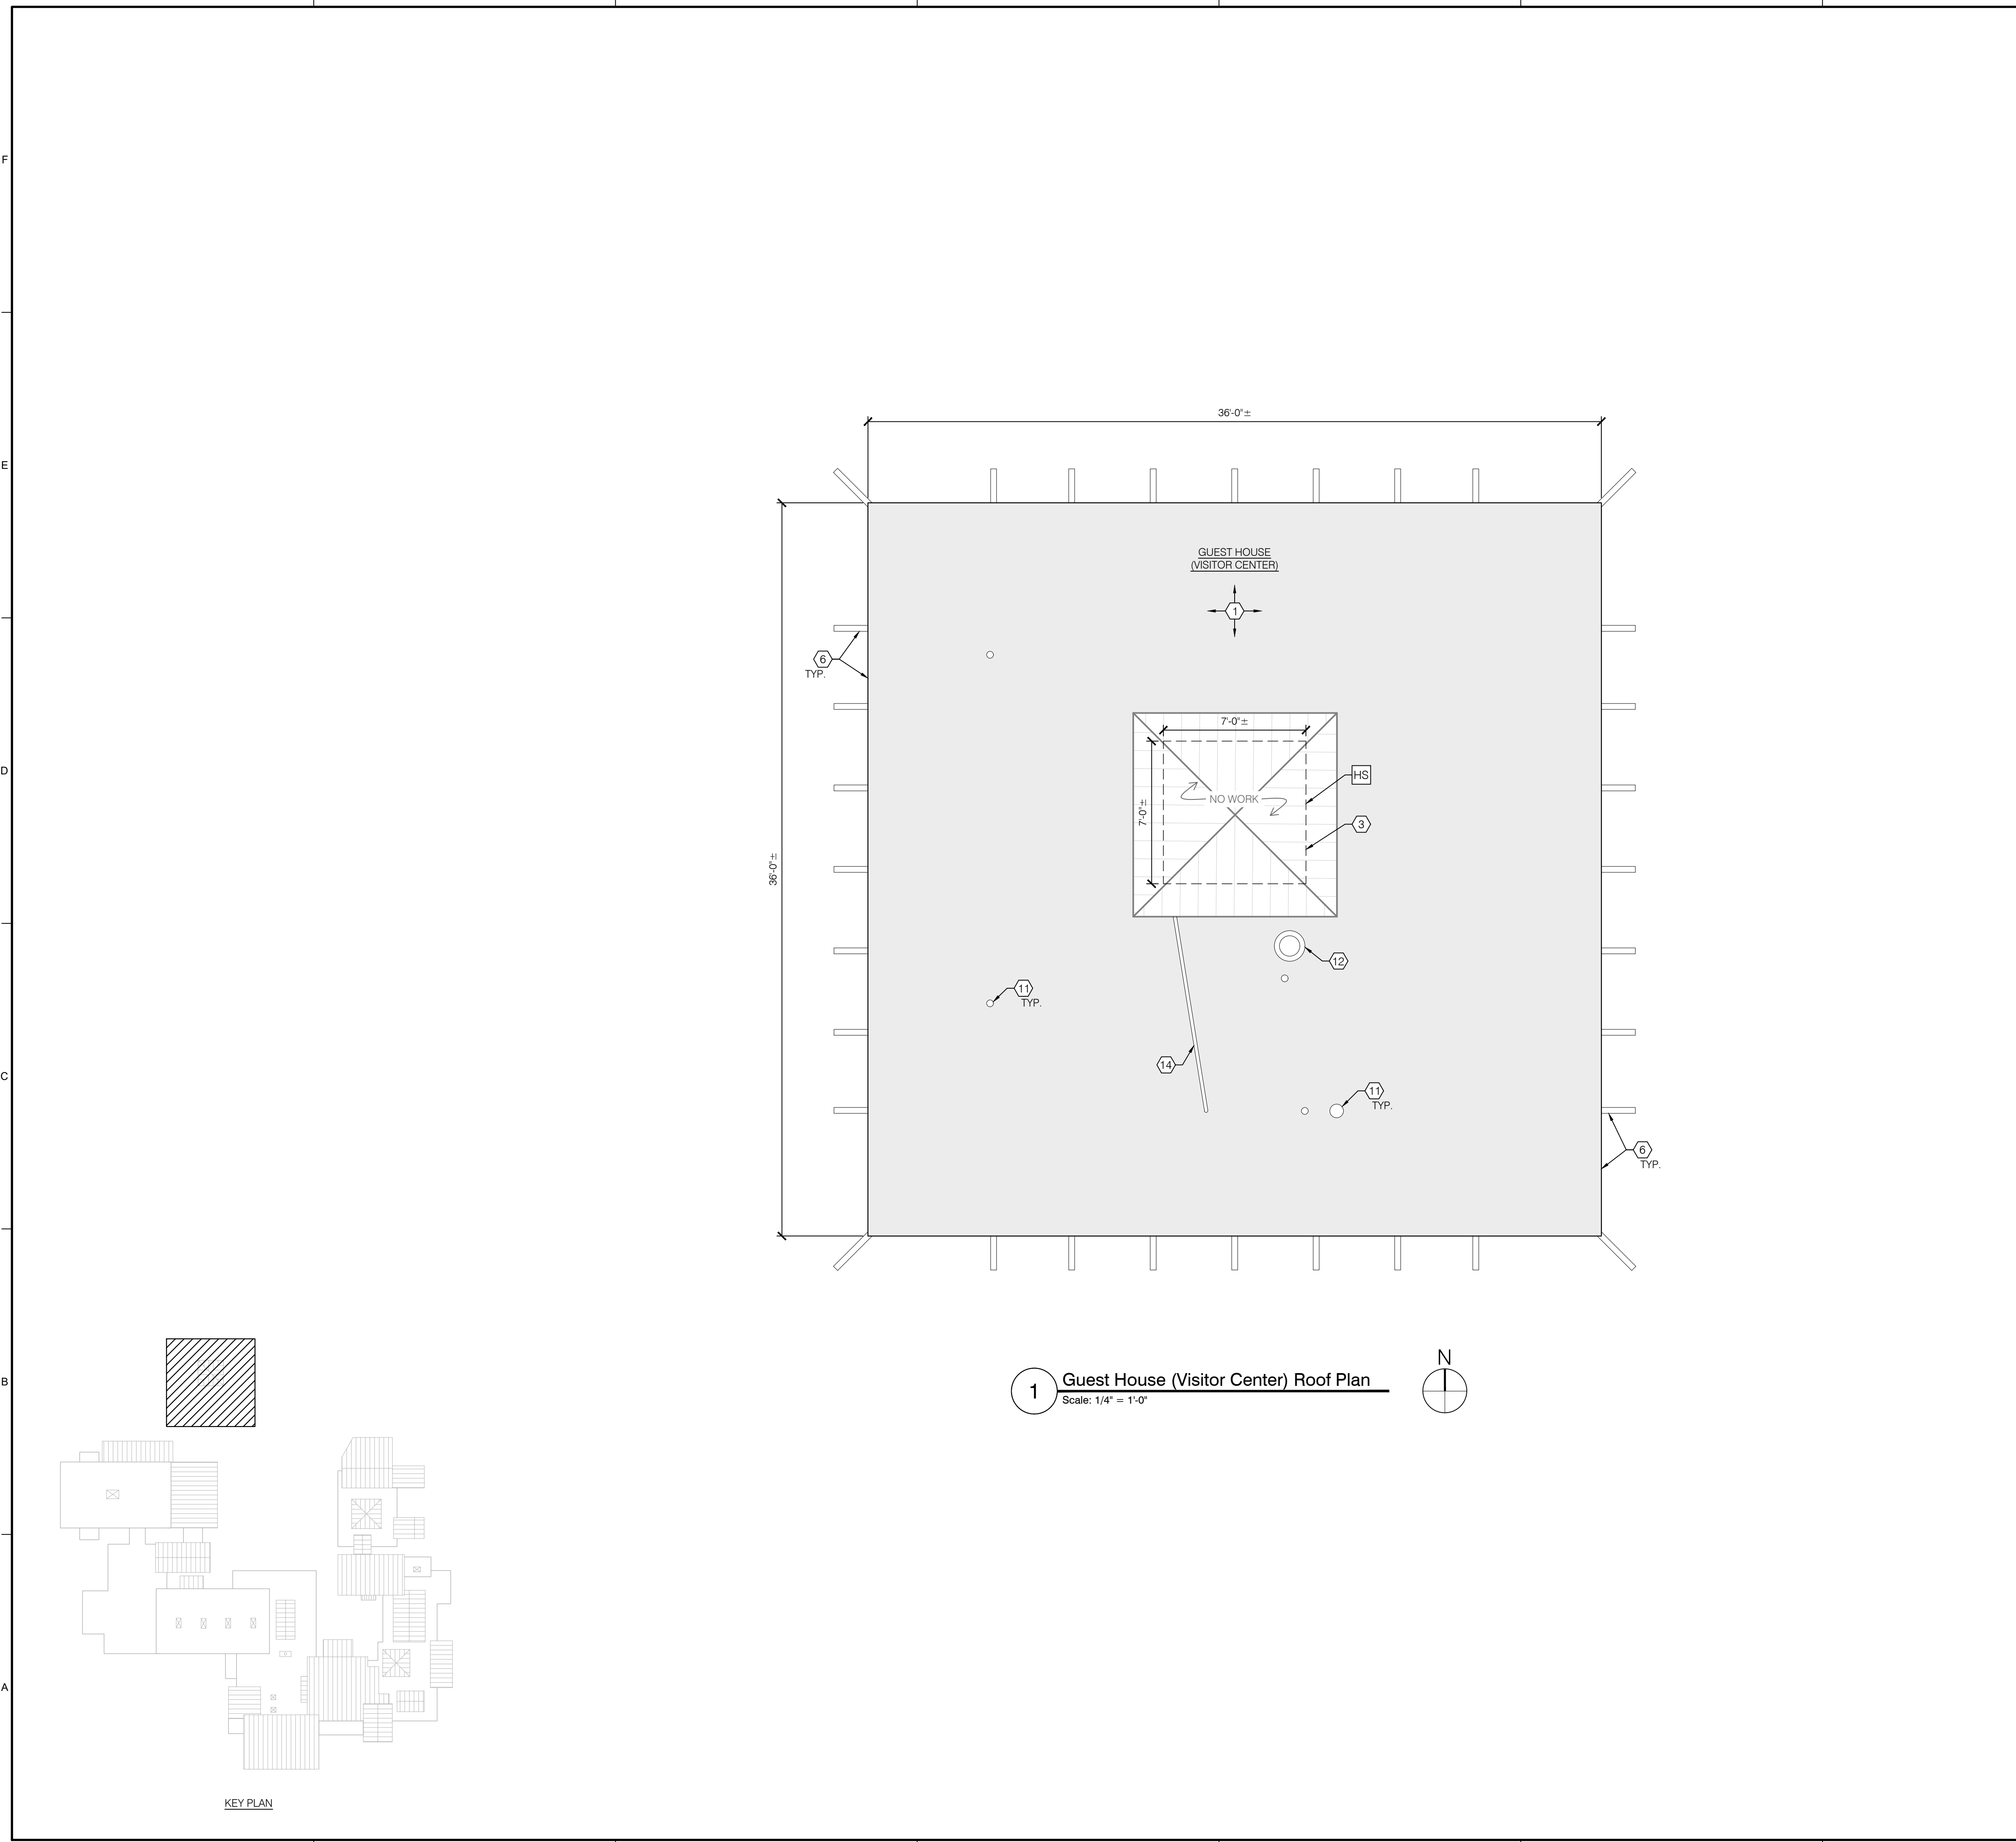 F
36'-0"±
E
GUEST HOUSE
(VISITOR CENTER)
1
6
TYP.
7'-0"±
D
HS
7'-0"±
NO WORK
3
36'-0"±
12
11
TYP.
C
14
11
TYP.
6
TYP.
N
B
1
Guest House (Visitor Center) Roof Plan
Scale: 1/4" = 1'-0"
A
KEY PLAN